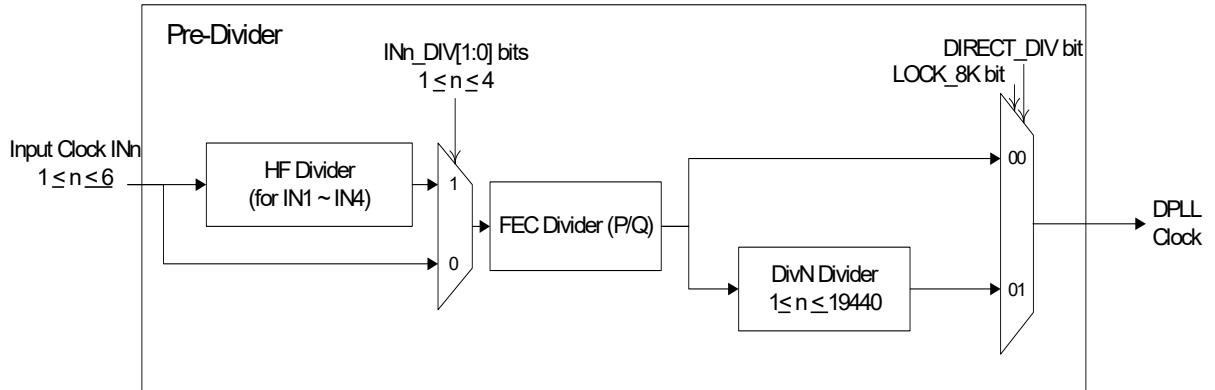 Pre-Divider
INn_DIV[1:0] bits
1 ≤ n ≤ 4
DIRECT_DIV bit
LOCK_8K bit
Input Clock INn
1 ≤ n ≤ 6
HF Divider
(for IN1 ~ IN4)
1
0
FEC Divider (P/Q)
DivN Divider
1 ≤ n ≤ 19440
00
01
DPLL
Clock